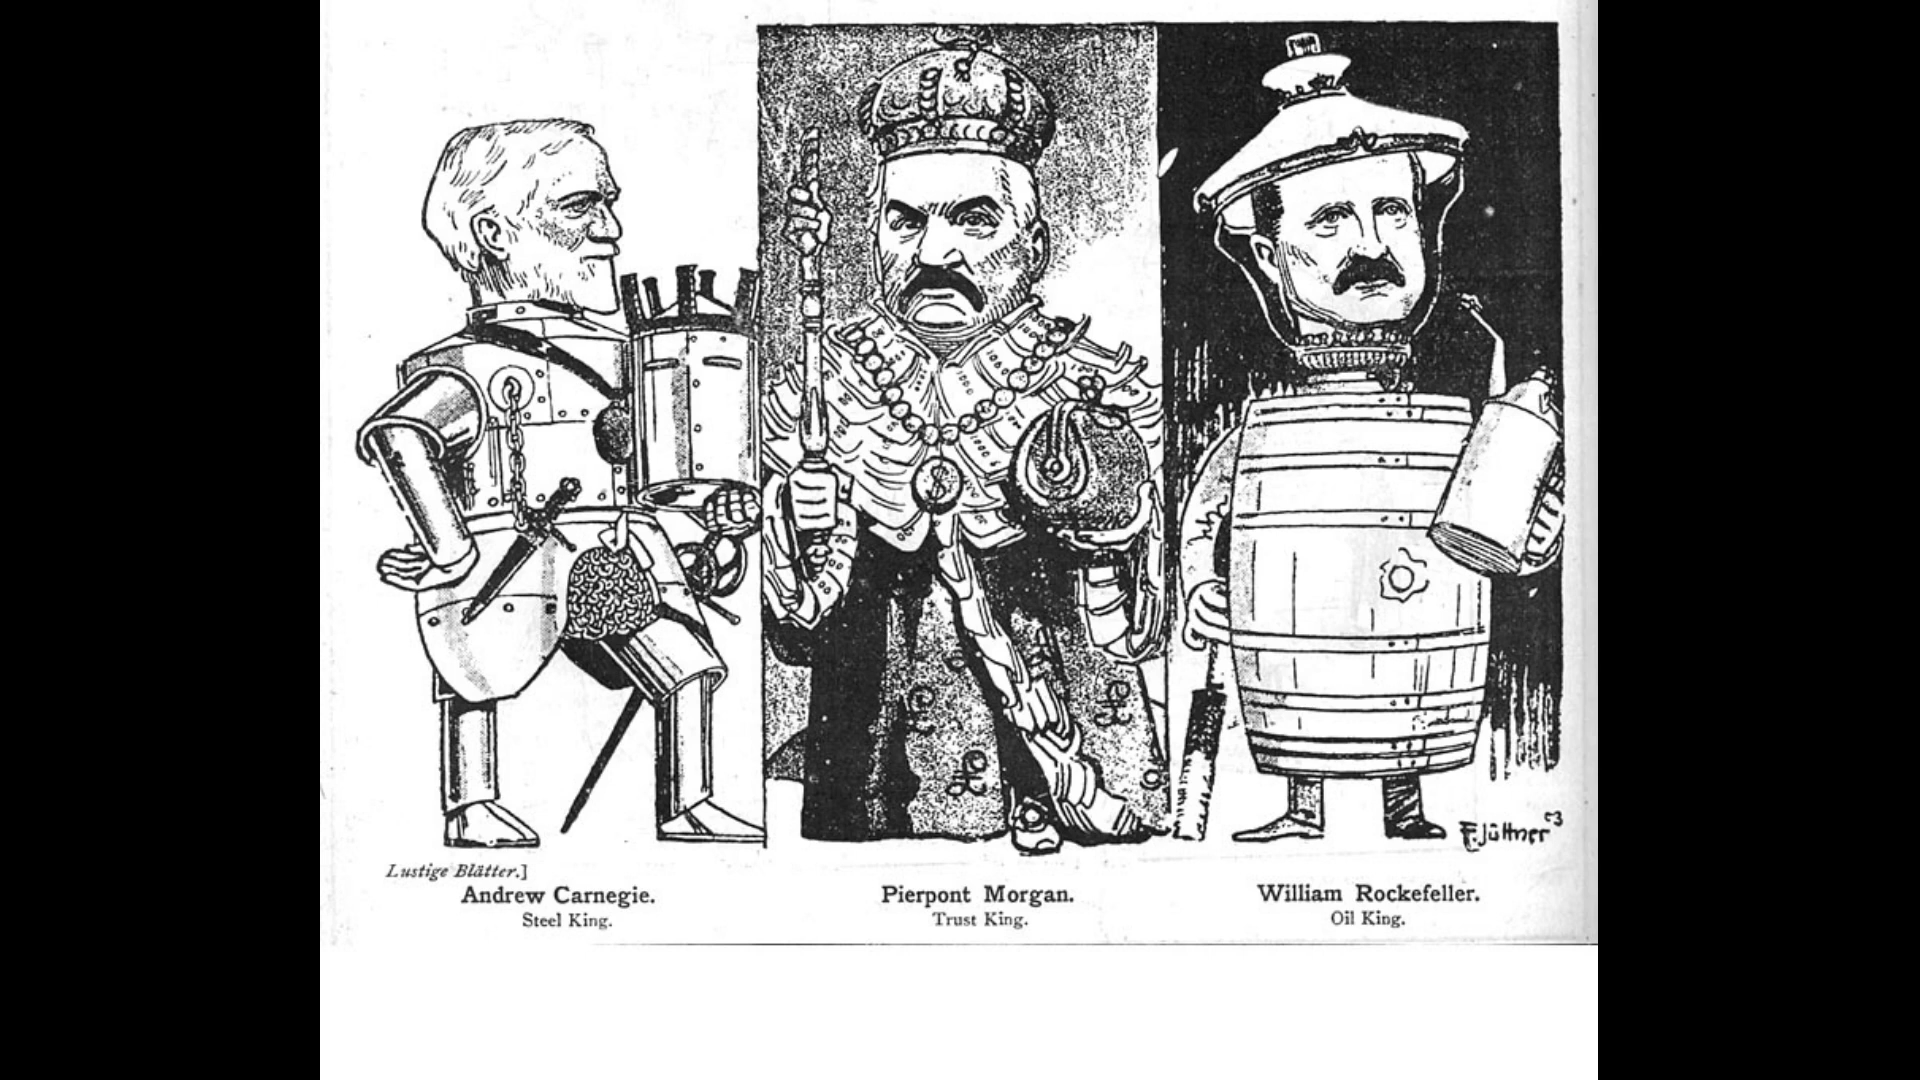 F. Jüttner
Lustige Blätter.]
Andrew Carnegie.
Steel King.
Pierpont Morgan.
Trust King.
William Rockefeller.
Oil King.